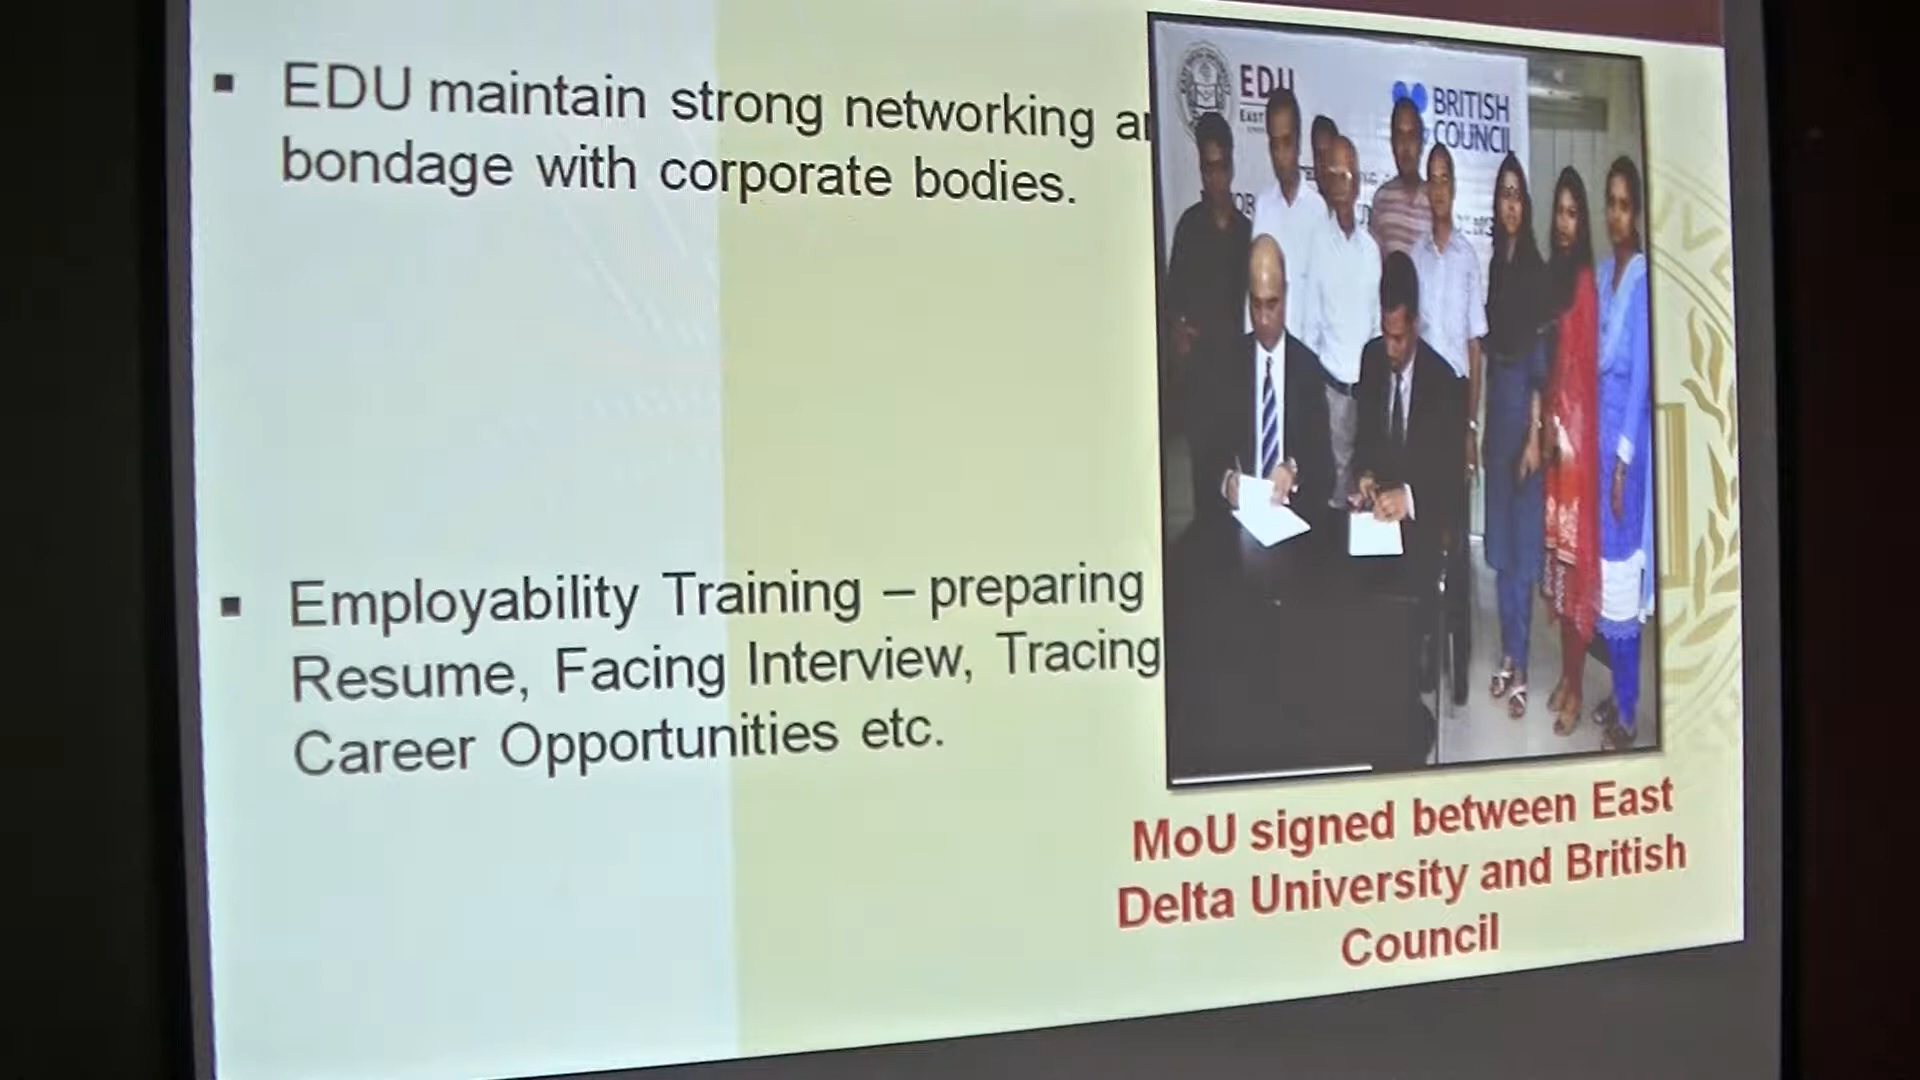 ▪ EDU maintain strong networking
bondage with corporate bodies.
▪ Employability Training – preparing
Resume, Facing Interview, Tracing
Career Opportunities etc.
EDU
EAST
BRITISH
COUNCIL
MoU signed between East
Delta University and British
Council